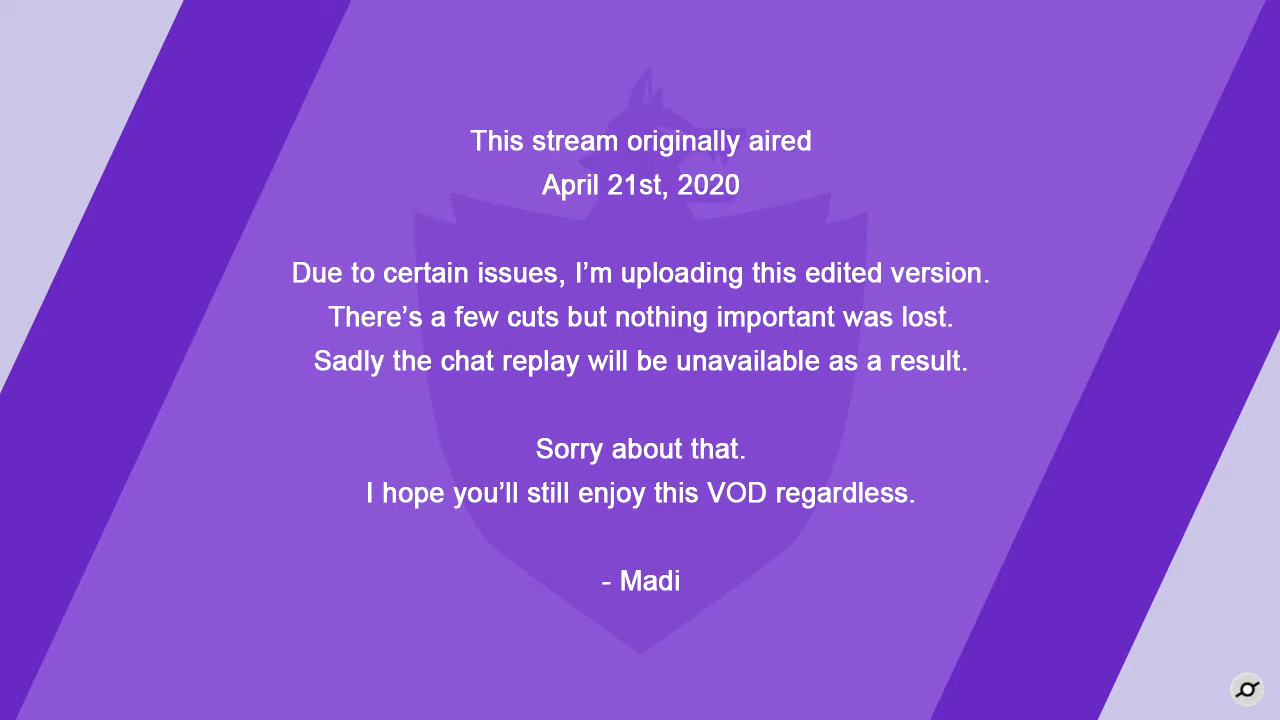 This stream originally aired
April 21st, 2020
Due to certain issues, I’m uploading this edited version.
There’s a few cuts but nothing important was lost.
Sadly the chat replay will be unavailable as a result.
Sorry about that.
I hope you’ll still enjoy this VOD regardless.
- Madi